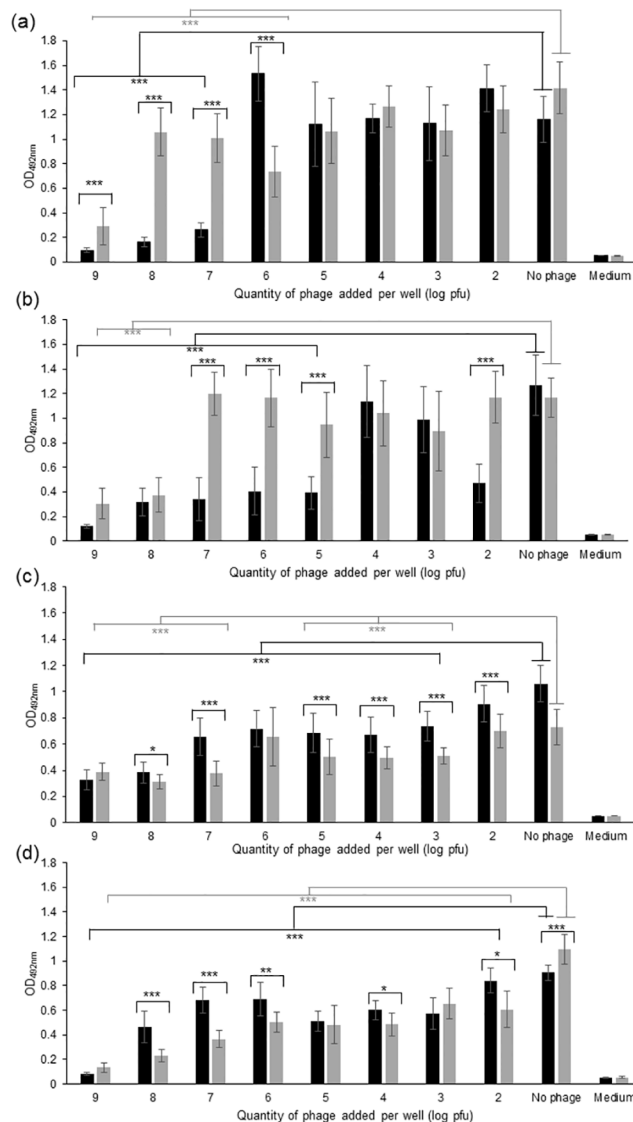 (a)
***
***
***
***
***
***
1.8
1.6
1.4
1.2
1
0.8
0.6
0.4
0.2
0
OD492nm
9 8 7 6 5 4 3 2 No phage Medium
Quantity of phage added per well (log pfu)
(b)
***
***
*** *** *** ***
1.8
1.6
1.4
1.2
1
0.8
0.6
0.4
0.2
0
OD492nm
9 8 7 6 5 4 3 2 No phage Medium
Quantity of phage added per well (log pfu)
(c)
*** ***
***
* *** *** *** *** ***
1.8
1.6
1.4
1.2
1
0.8
0.6
0.4
0.2
0
OD492nm
9 8 7 6 5 4 3 2 No phage Medium
Quantity of phage added per well (log pfu)
(d)
***
***
*** *** ** * * ***
1.8
1.6
1.4
1.2
1
0.8
0.6
0.4
0.2
0
OD492nm
9 8 7 6 5 4 3 2 No phage Medium
Quantity of phage added per well (log pfu)